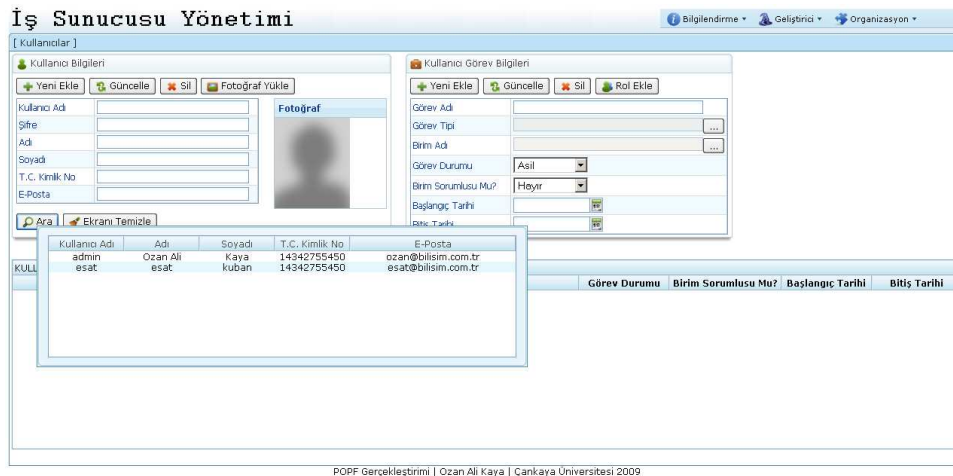 İş Sunucusu Yönetimi
Bilgilendirme Geliştirici Organizasyon
[ Kullanıcılar ]
Kullanıcı Bilgileri
Yeni Ekle Güncelle Sil Fotoğraf Yükle
Kullanıcı Adı
Şifre
Adı
Soyadı
T.C. Kimlik No
E-Posta
Fotoğraf
Ara Ekranı Temizle
Kullanıcı Görev Bilgileri
Yeni Ekle Güncelle Sil Rol Ekle
Görev Adı
Görev Tipi ...
Birim Adı ...
Görev Durumu Asil
Birim Sorumlusu Mu? Hayır
Başlangıç Tarihi
Bitiş Tarihi
Kullanıcı Adı Adı Soyadı T.C. Kimlik No E-Posta
admin Ozan Ali Kaya 14342755450 ozan@bilisim.com.tr
esat esat kuban 14342755450 esat@bilisim.com.tr
KULL
Görev Durumu Birim Sorumlusu Mu? Başlangıç Tarihi Bitiş Tarihi
POPF Gerçekleştirimi | Ozan Ali Kaya | Çankaya Üniversitesi 2009